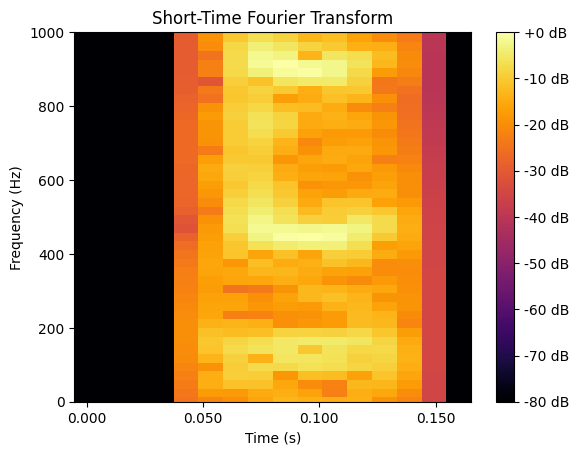 Short-Time Fourier Transform
Frequency (Hz)
1000
800
600
400
200
0
0.000
0.050
0.100
0.150
Time (s)
+0 dB
-10 dB
-20 dB
-30 dB
-40 dB
-50 dB
-60 dB
-70 dB
-80 dB